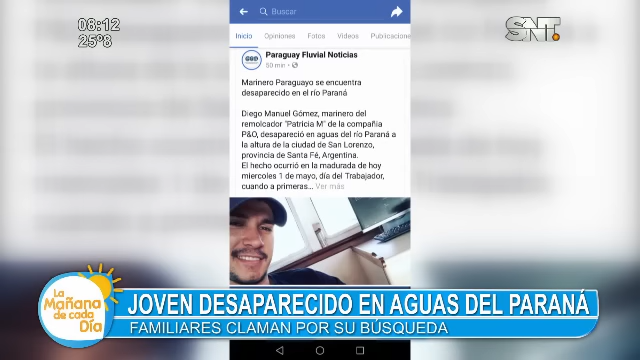 08:12
25°8
Buscar
SNT.
Inicio Opiniones Fotos Videos Publicacione
Paraguay Fluvial Noticias
50 min
Marinero Paraguayo se encuentra
desaparecido en el río Paraná
Diego Manuel Gómez, marinero del
remolcador "Patricia M" de la compañia
P&O, desapareció en aguas del río Paraná a
la altura de la ciudad de San Lorenzo,
provincia de Santa Fé, Argentina.
El hecho ocurrió en la madurada de hoy
miercoles 1 de mayo, día del Trabajador,
cuando a primeras... Ver más
La
Mañana
de cada
Día
JOVEN DESAPARECIDO EN AGUAS DEL PARANÁ
FAMILIARES CLAMAN POR SU BÚSQUEDA